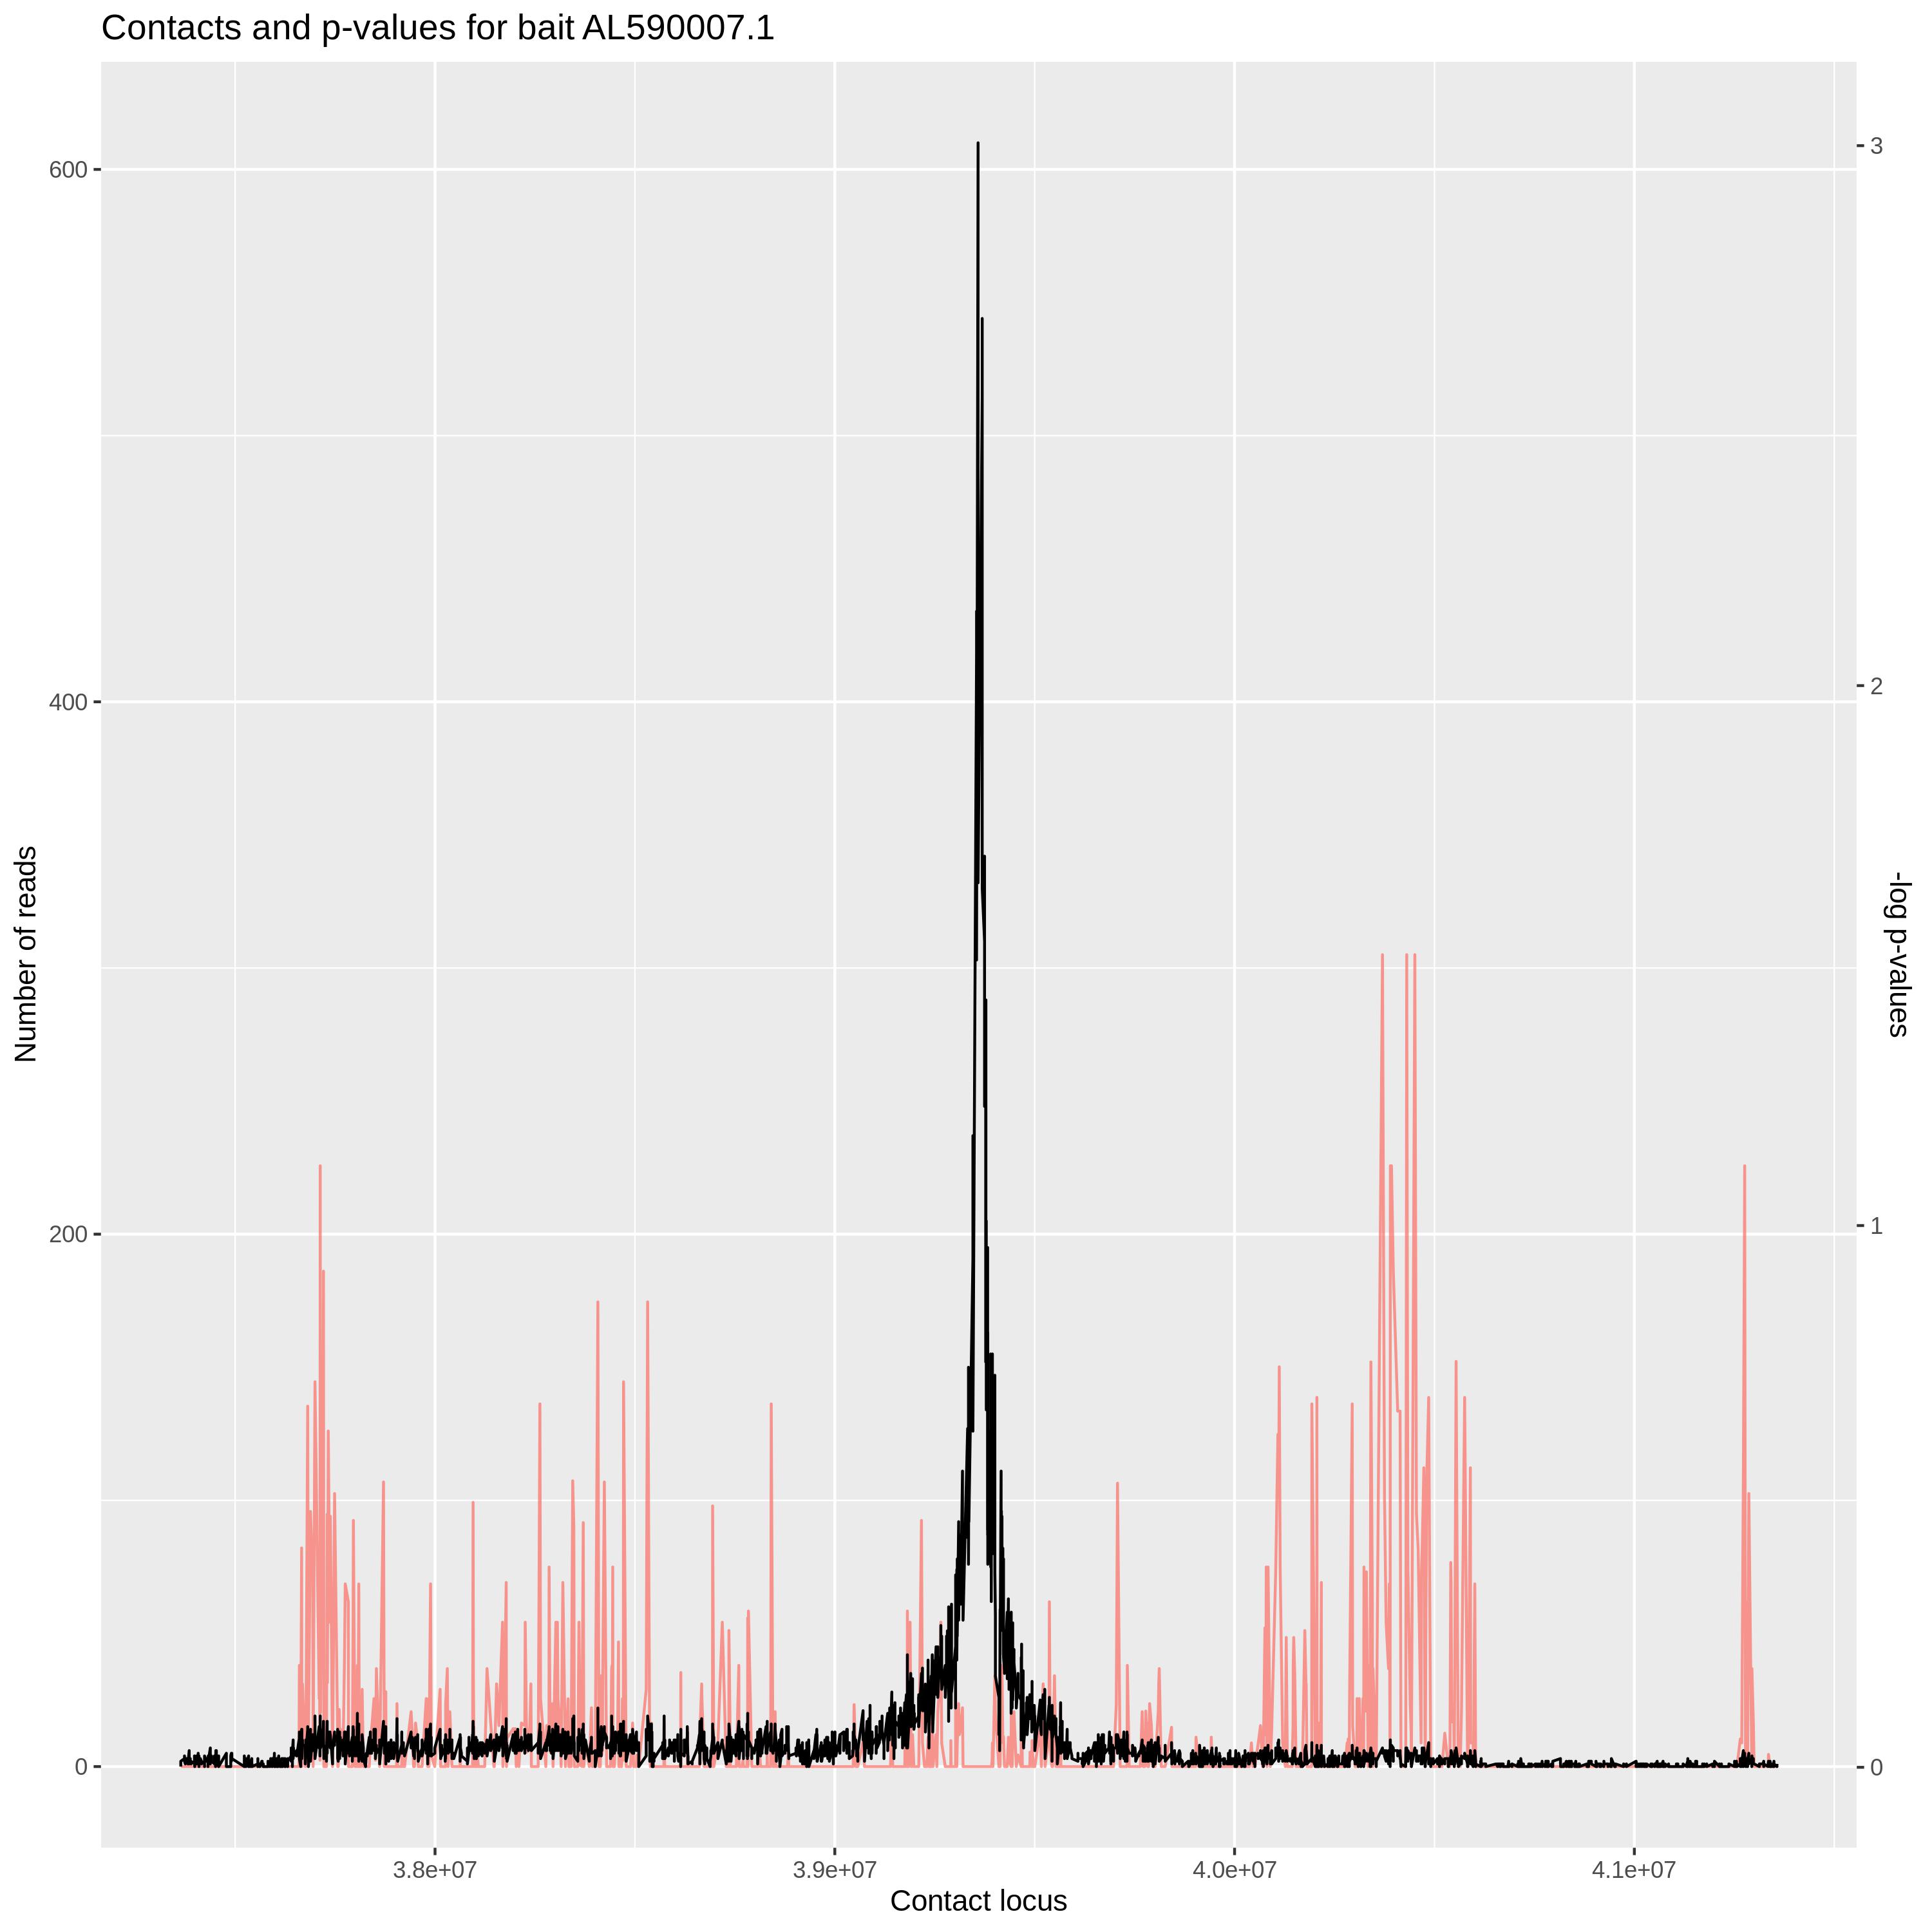 Contacts and p-values for bait AL590007.1
600
400
200
0
Number of reads
3
2
1
0
-log p-values
3.8e+07
3.9e+07
4.0e+07
4.1e+07
Contact locus